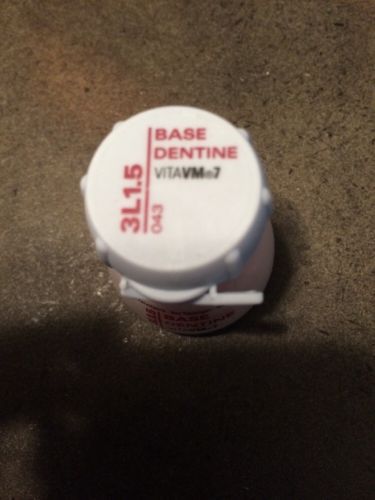 BASE
DENTINE
VITAVM®7
3L1.5
043
BASE
DENTINE